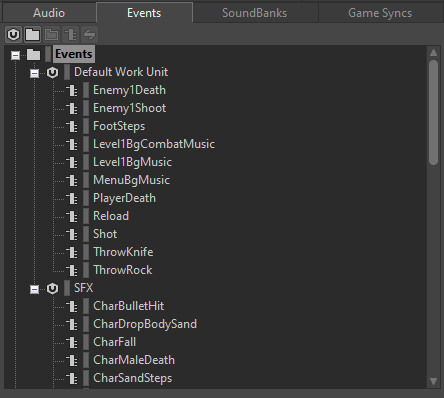 Audio Events SoundBanks Game Syncs
Events
Default Work Unit
Enemy1Death
Enemy1Shoot
FootSteps
Level1BgCombatMusic
Level1BgMusic
MenuBgMusic
PlayerDeath
Reload
Shot
ThrowKnife
ThrowRock
SFX
CharBulletHit
CharDropBodySand
CharFall
CharMaleDeath
CharSandSteps